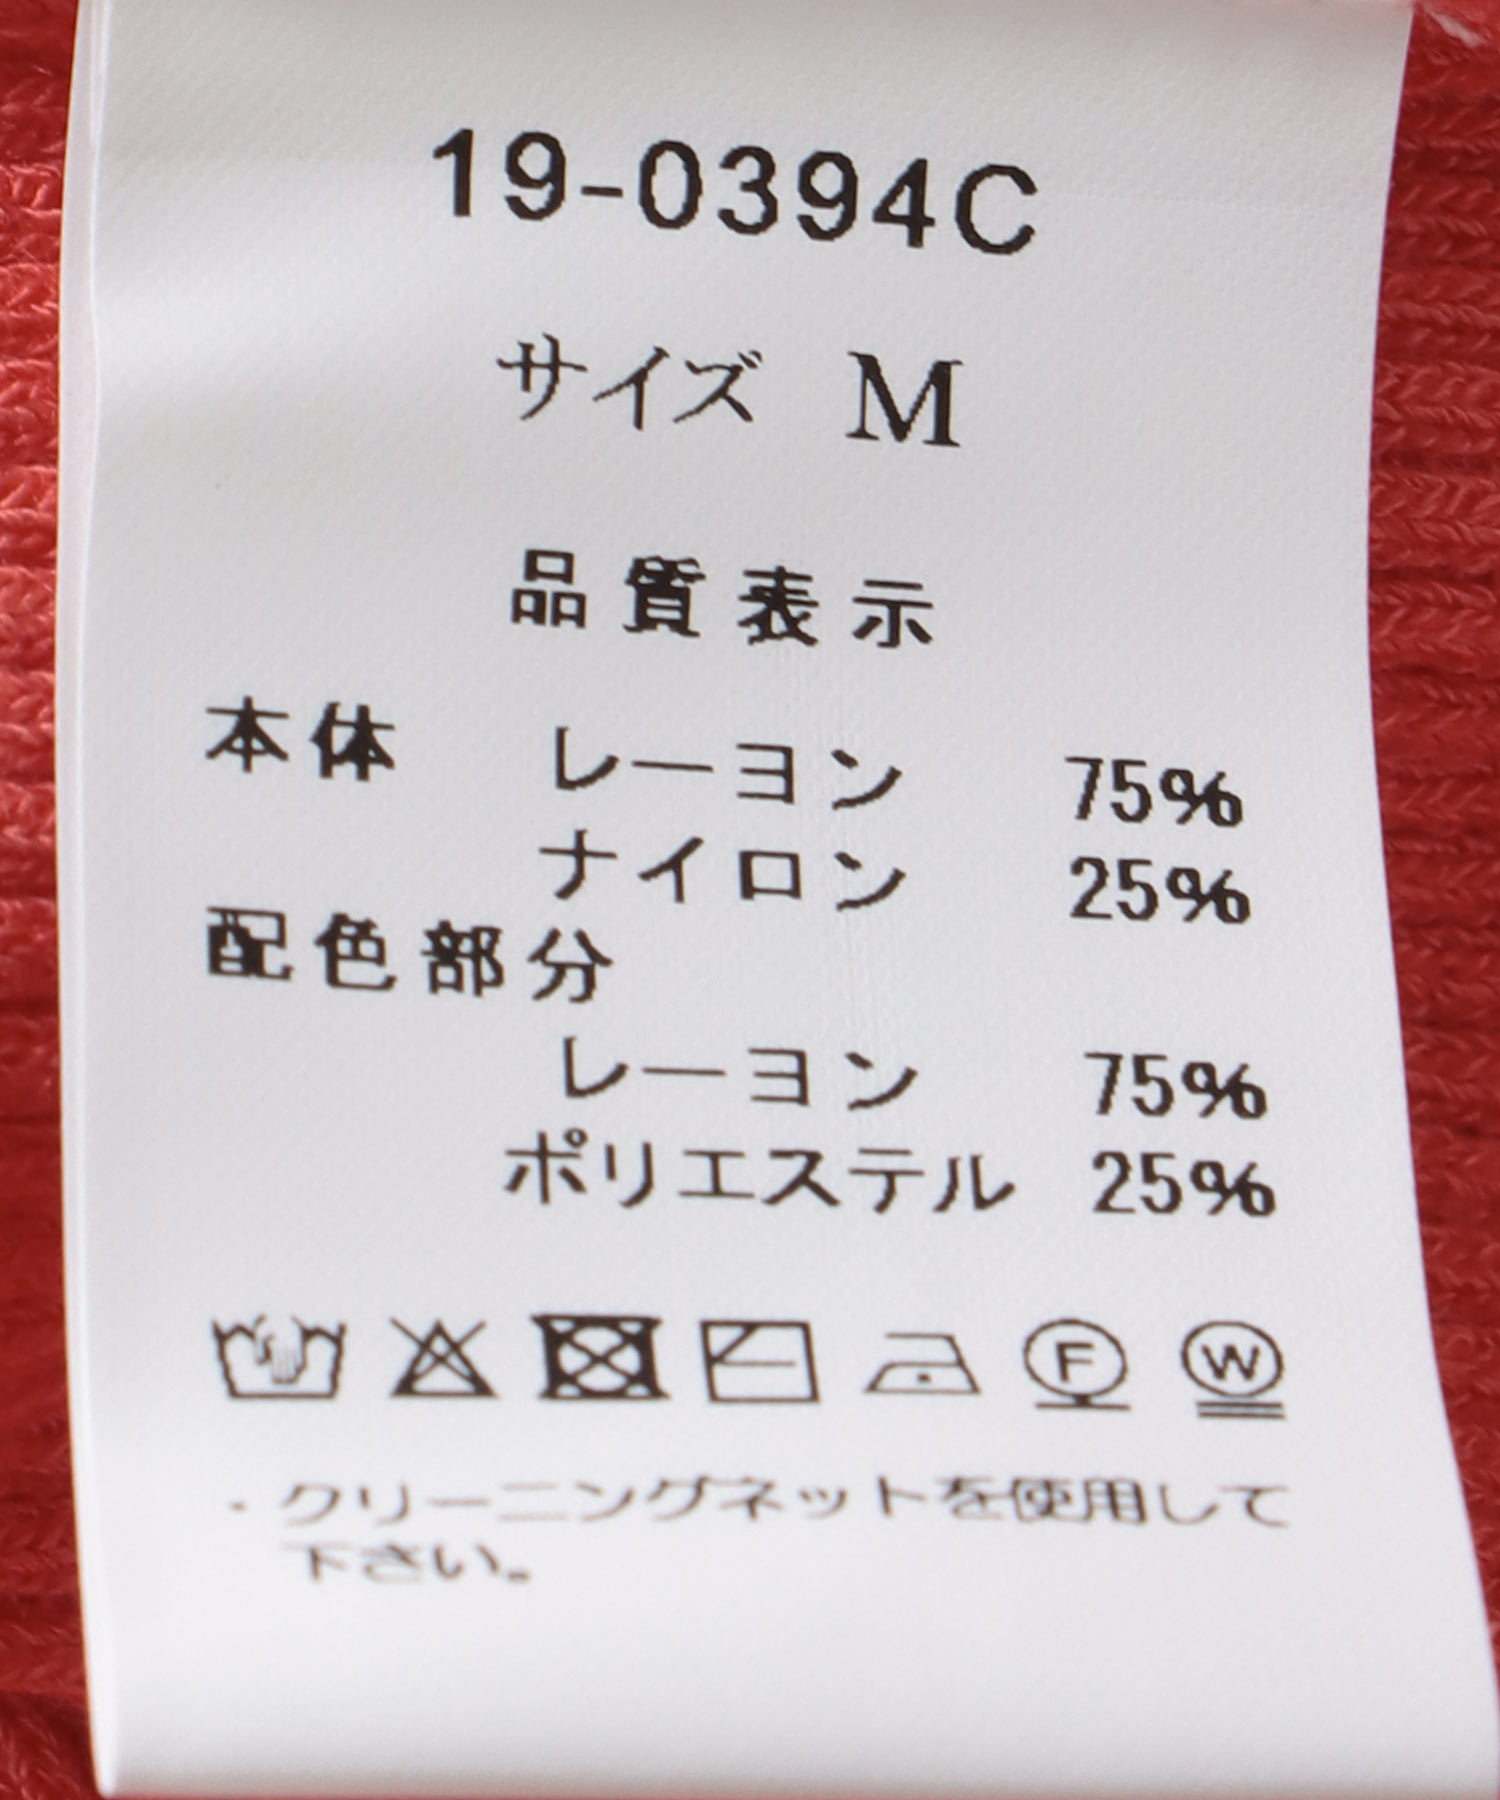 19-0394C
サイズ M
品質表示
本体 レーヨン 75%
ナイロン 25%
配色部分
レーヨン 75%
ポリエステル 25%
F W
・クリーニングネットを使用して
下さい。